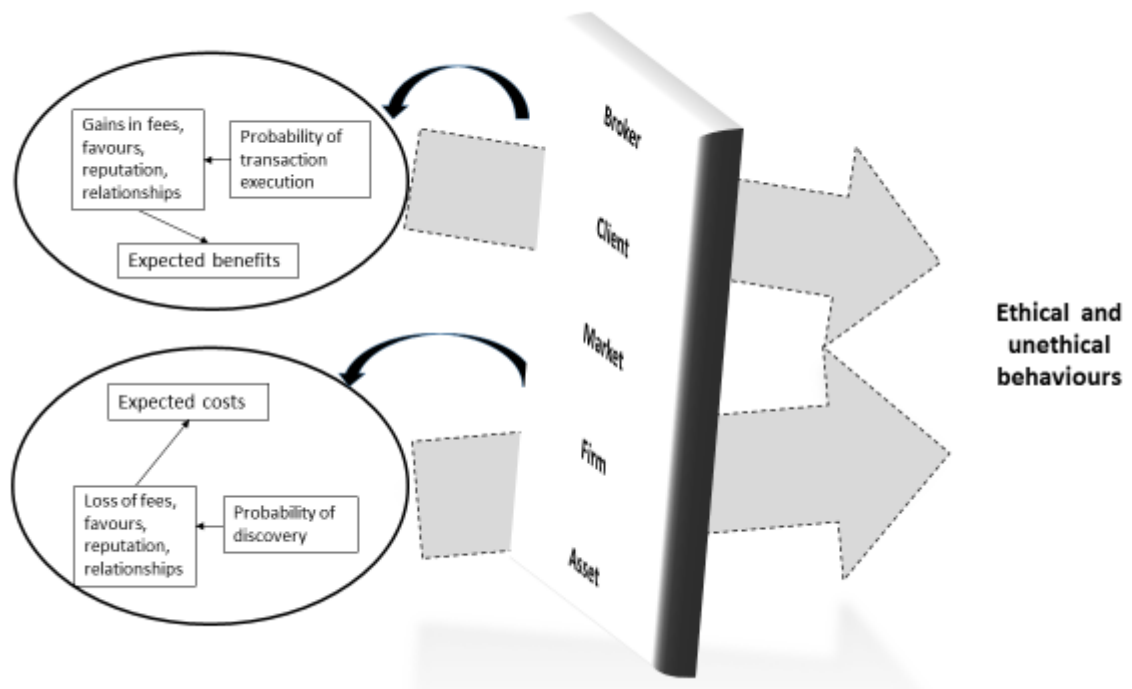 Gains in fees,
favours,
reputation,
relationships
Probability of
transaction
execution
Expected benefits
Expected costs
Loss of fees,
favours,
reputation,
relationships
Probability of
discovery
Broker
Client
Market
Firm
Asset
Ethical and
unethical
behaviours